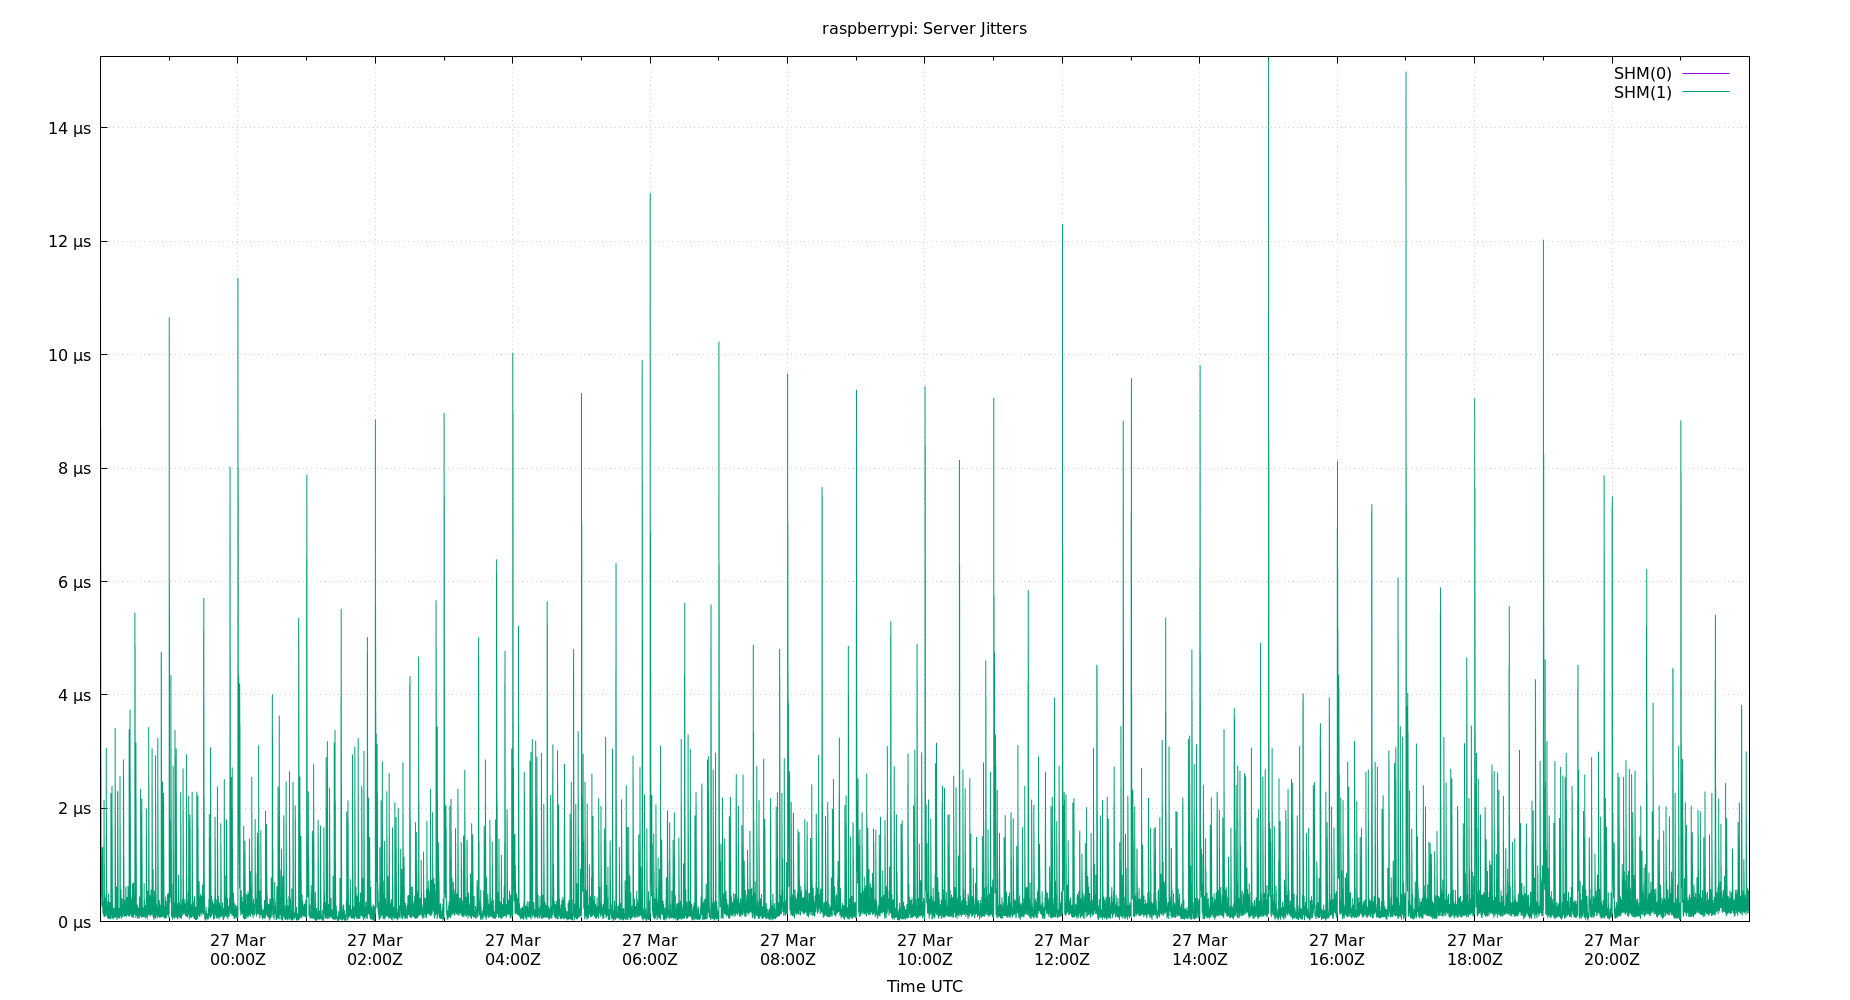 raspberrypi: Server Jitters
SHM(0)
SHM(1)
14 µs
12 µs
10 µs
8 µs
6 µs
4 µs
2 µs
0 µs
27 Mar 27 Mar 27 Mar 27 Mar 27 Mar 27 Mar 27 Mar 27 Mar 27 Mar 27 Mar 27 Mar
00:00Z 02:00Z 04:00Z 06:00Z 08:00Z 10:00Z 12:00Z 14:00Z 16:00Z 18:00Z 20:00Z
Time UTC